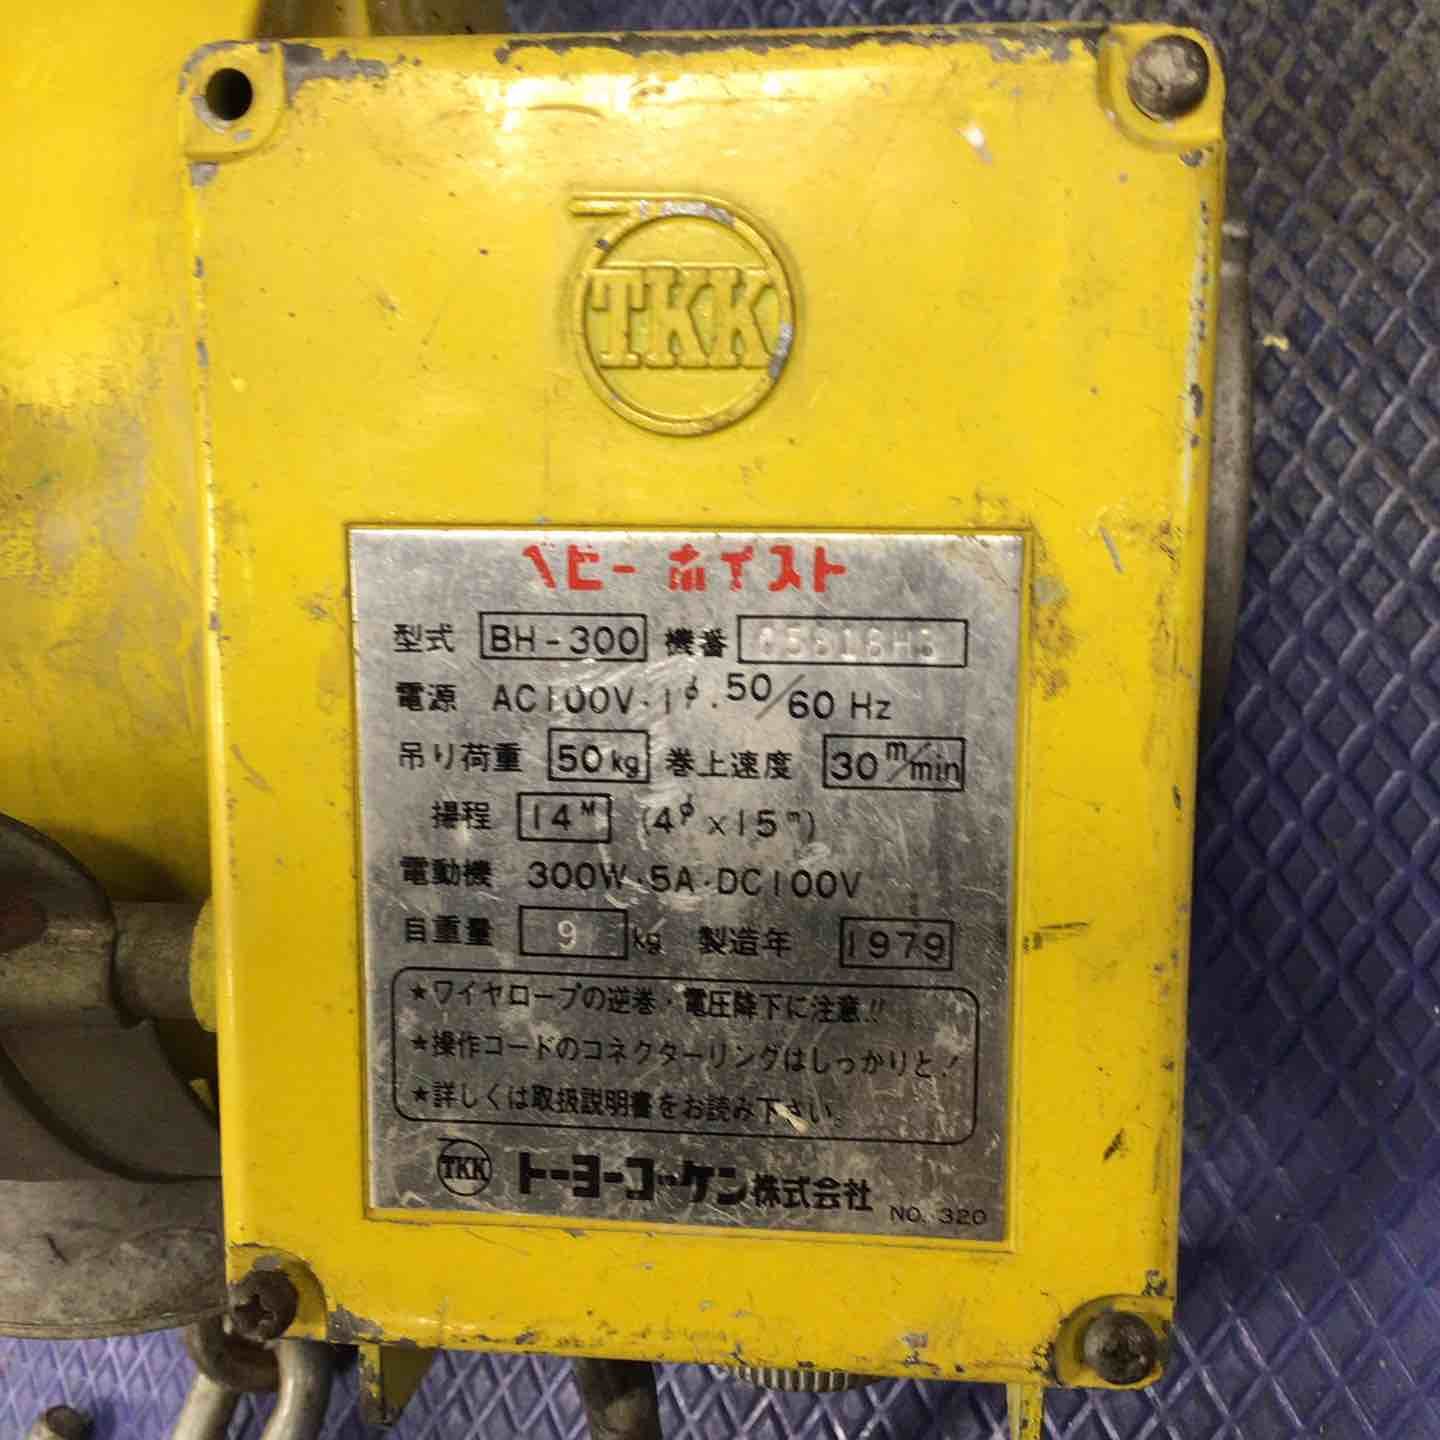 TKK
ベビーホイスト
型式 BH-300 機番
電源 AC100V・1φ・50/60 Hz
吊り荷重 50kg 巻上速度 30m/min
揚程 14M (4φ×15m)
電動機 300W・5A・DC100V
自重量 9 kg 製造年 1979
★ワイヤロープの逆巻・電圧降下に注意!!
★操作コードのコネクターリングはしっかりと!
★詳しくは取扱説明書をお読み下さい。
TKK トーヨーコーケン株式会社 NO. 320